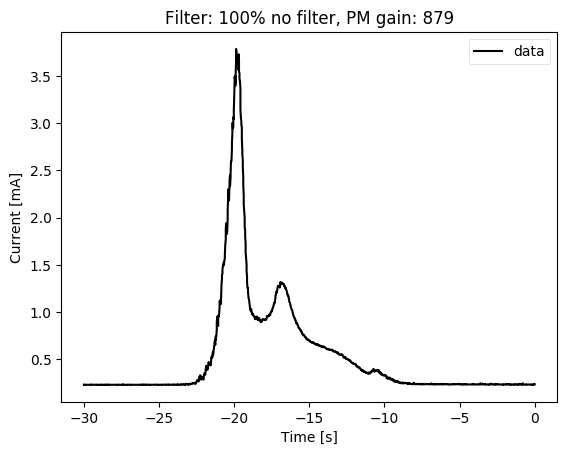 Filter: 100% no filter, PM gain: 879
data
Current [mA]
3.5
3.0
2.5
2.0
1.5
1.0
0.5
−30 −25 −20 −15 −10 −5 0
Time [s]